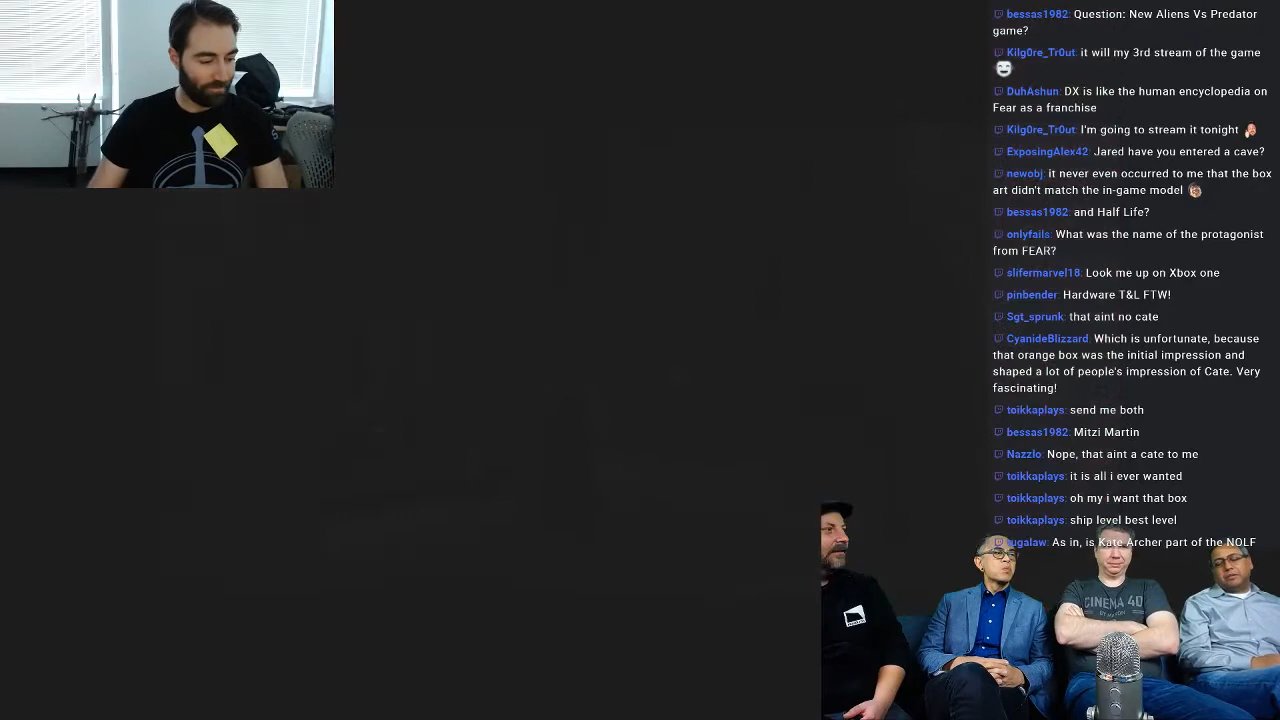 bessas1982: Question: New Aliens Vs Predator
game?
Kilg0re_Tr0ut: it will my 3rd stream of the game
DuhAshun: DX is like the human encyclopedia on
Fear as a franchise
Kilg0re_Tr0ut: I'm going to stream it tonight
ExposingAlex42: Jared have you entered a cave?
newobj: it never even occurred to me that the box
art didn't match the in-game model
bessas1982: and Half Life?
onlyfails: What was the name of the protagonist
from FEAR?
slifermarvel18: Look me up on Xbox one
pinbender: Hardware T&L FTW!
Sgt_sprunk: that aint no cate
CyanideBlizzard: Which is unfortunate, because
that orange box was the initial impression and
shaped a lot of people's impression of Cate. Very
fascinating!
toikkaplays: send me both
bessas1982: Mitzi Martin
Nazzlo: Nope, that aint a cate to me
toikkaplays: it is all i ever wanted
toikkaplays: oh my i want that box
toikkaplays: ship level best level
rugalaw: As in, is Kate Archer part of the NOLF
CINEMA 40